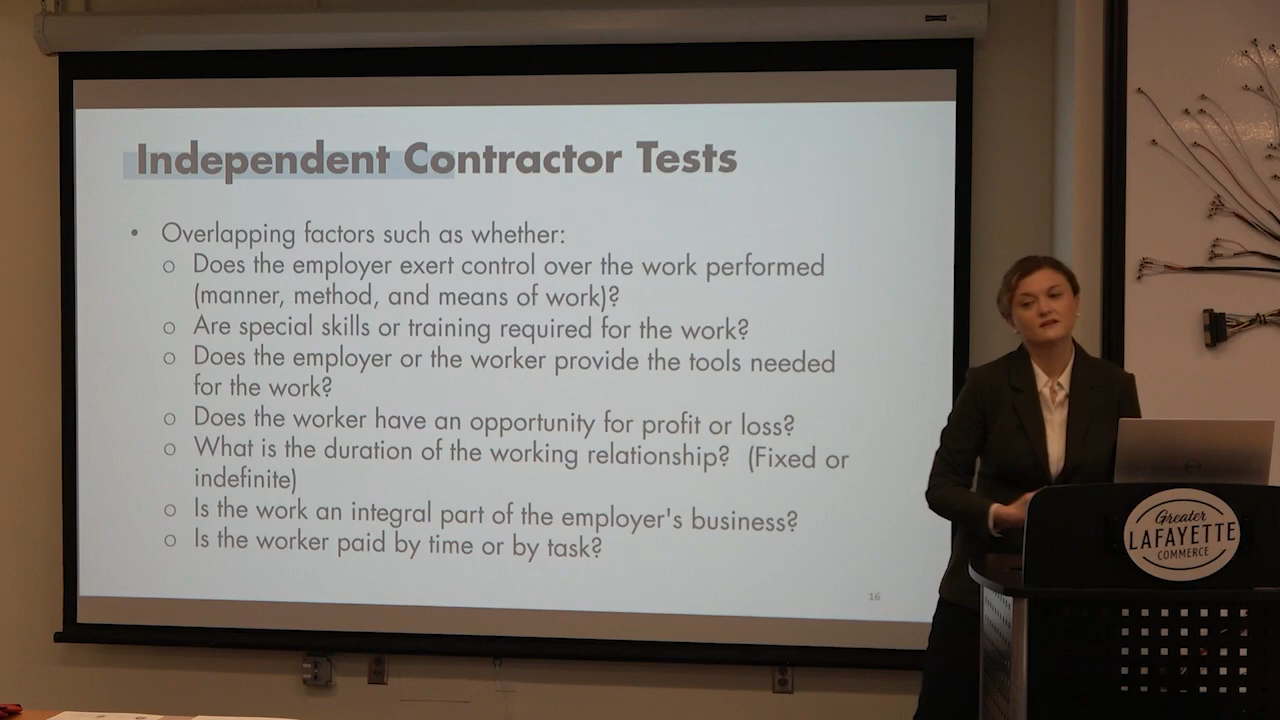 Independent Contractor Tests
• Overlapping factors such as whether:
o Does the employer exert control over the work performed
(manner, method, and means of work)?
o Are special skills or training required for the work?
o Does the employer or the worker provide the tools needed
for the work?
o Does the worker have an opportunity for profit or loss?
o What is the duration of the working relationship? (Fixed or
indefinite)
o Is the work an integral part of the employer's business?
o Is the worker paid by time or by task?
16
Greater
LAFAYETTE
COMMERCE